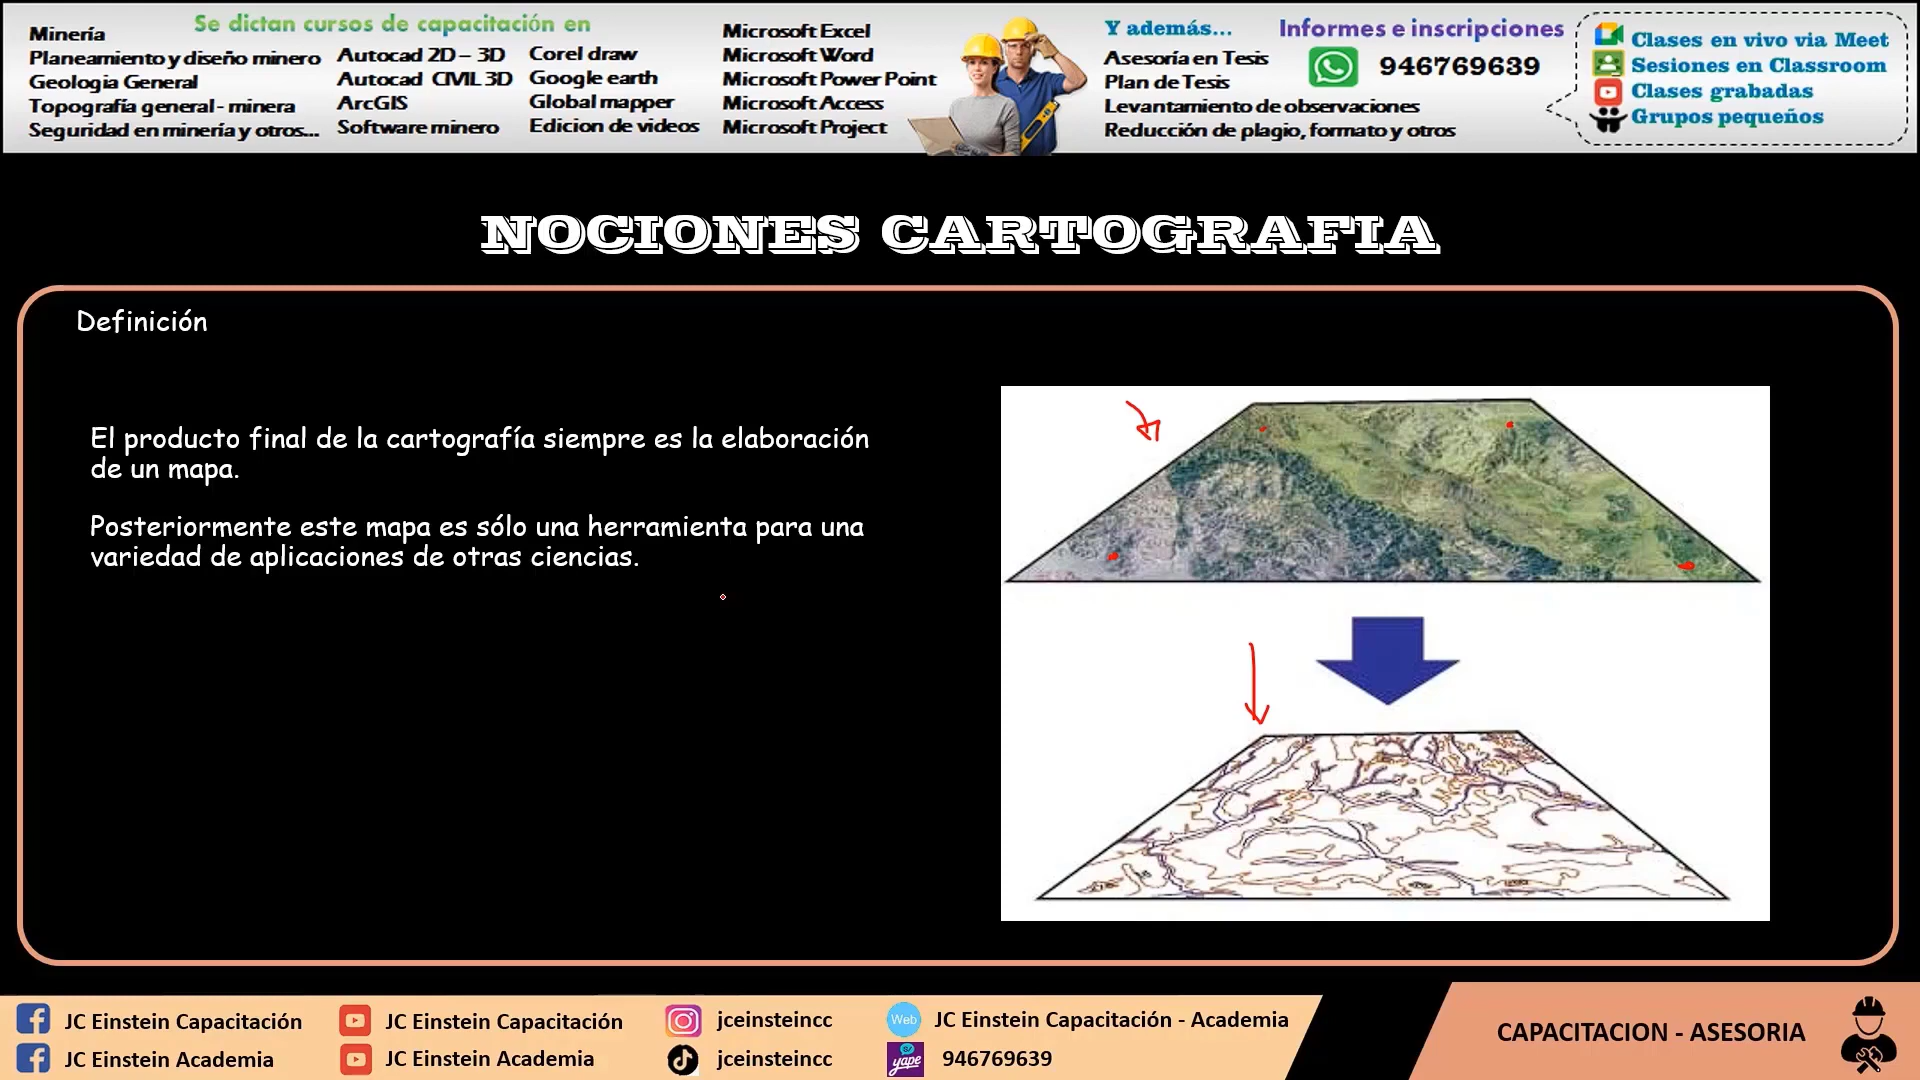 Se dictan cursos de capacitación en
Minería
Planeamiento y diseño minero
Geologia General
Topografía general - minera
Seguridad en minería y otros...
Autocad 2D – 3D
Autocad CIVIL 3D
ArcGIS
Software minero
Corel draw
Google earth
Global mapper
Edicion de videos
Microsoft Excel
Microsoft Word
Microsoft Power Point
Microsoft Access
Microsoft Project
Y además...
Asesoría en Tesis
Plan de Tesis
Levantamiento de observaciones
Reducción de plagio, formato y otros
Informes e inscripciones
946769639
Clases en vivo via Meet
Sesiones en Classroom
Clases grabadas
Grupos pequeños
NOCIONES CARTOGRAFIA
Definición
El producto final de la cartografía siempre es la elaboración
de un mapa.
Posteriormente este mapa es sólo una herramienta para una
variedad de aplicaciones de otras ciencias.
JC Einstein Capacitación
JC Einstein Academia
JC Einstein Capacitación
JC Einstein Academia
jceinsteincc
jceinsteincc
Web
JC Einstein Capacitación - Academia
yape
946769639
CAPACITACION - ASESORIA